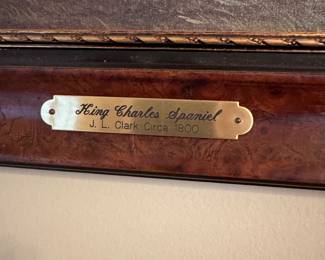 King Charles Spaniel
J. L. Clark Circa 1800